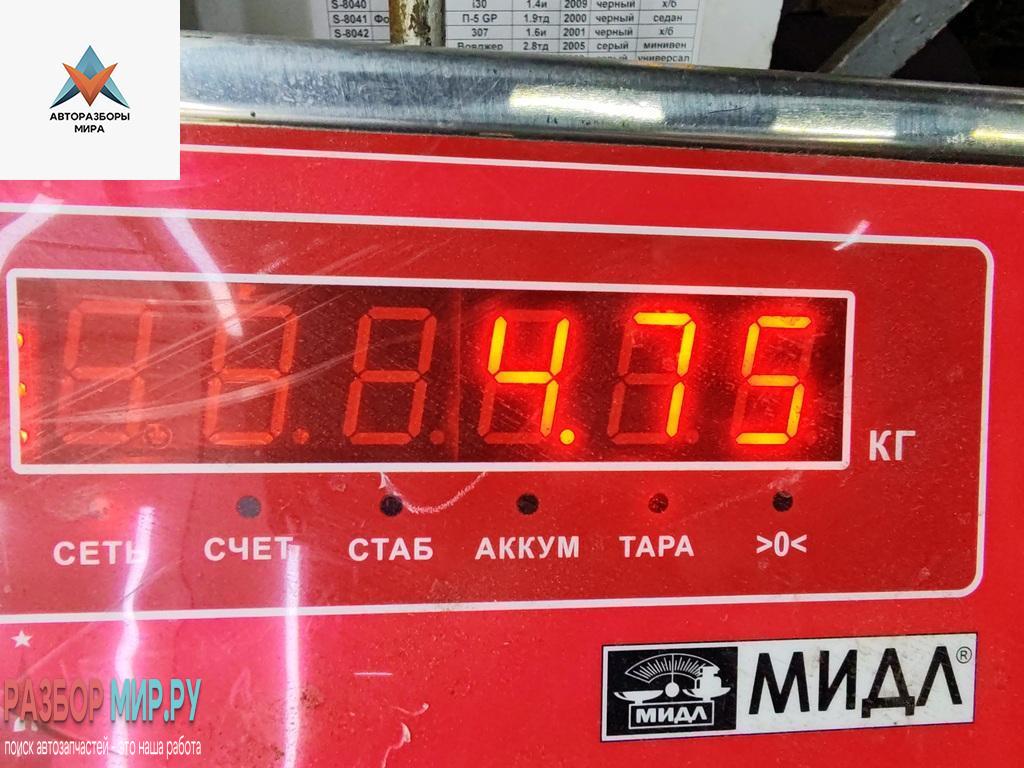 S-8040 i30 1.4и 2009 черный х/б
S-8041 Фо П-5 GP 1.9тд 2000 черный седан
S-8042 307 1.6и 2001 черный х/б
Вояджер 2.8тд 2005 серый минивен
универсал
АВТОРАЗБОРЫ
МИРА
4.75
КГ
СЕТЬ СЧЕТ СТАБ АККУМ ТАРА >0<
МИДЛ МИДЛ®
РАЗБОР МИР.РУ
поиск автозапчастей - это наша работа